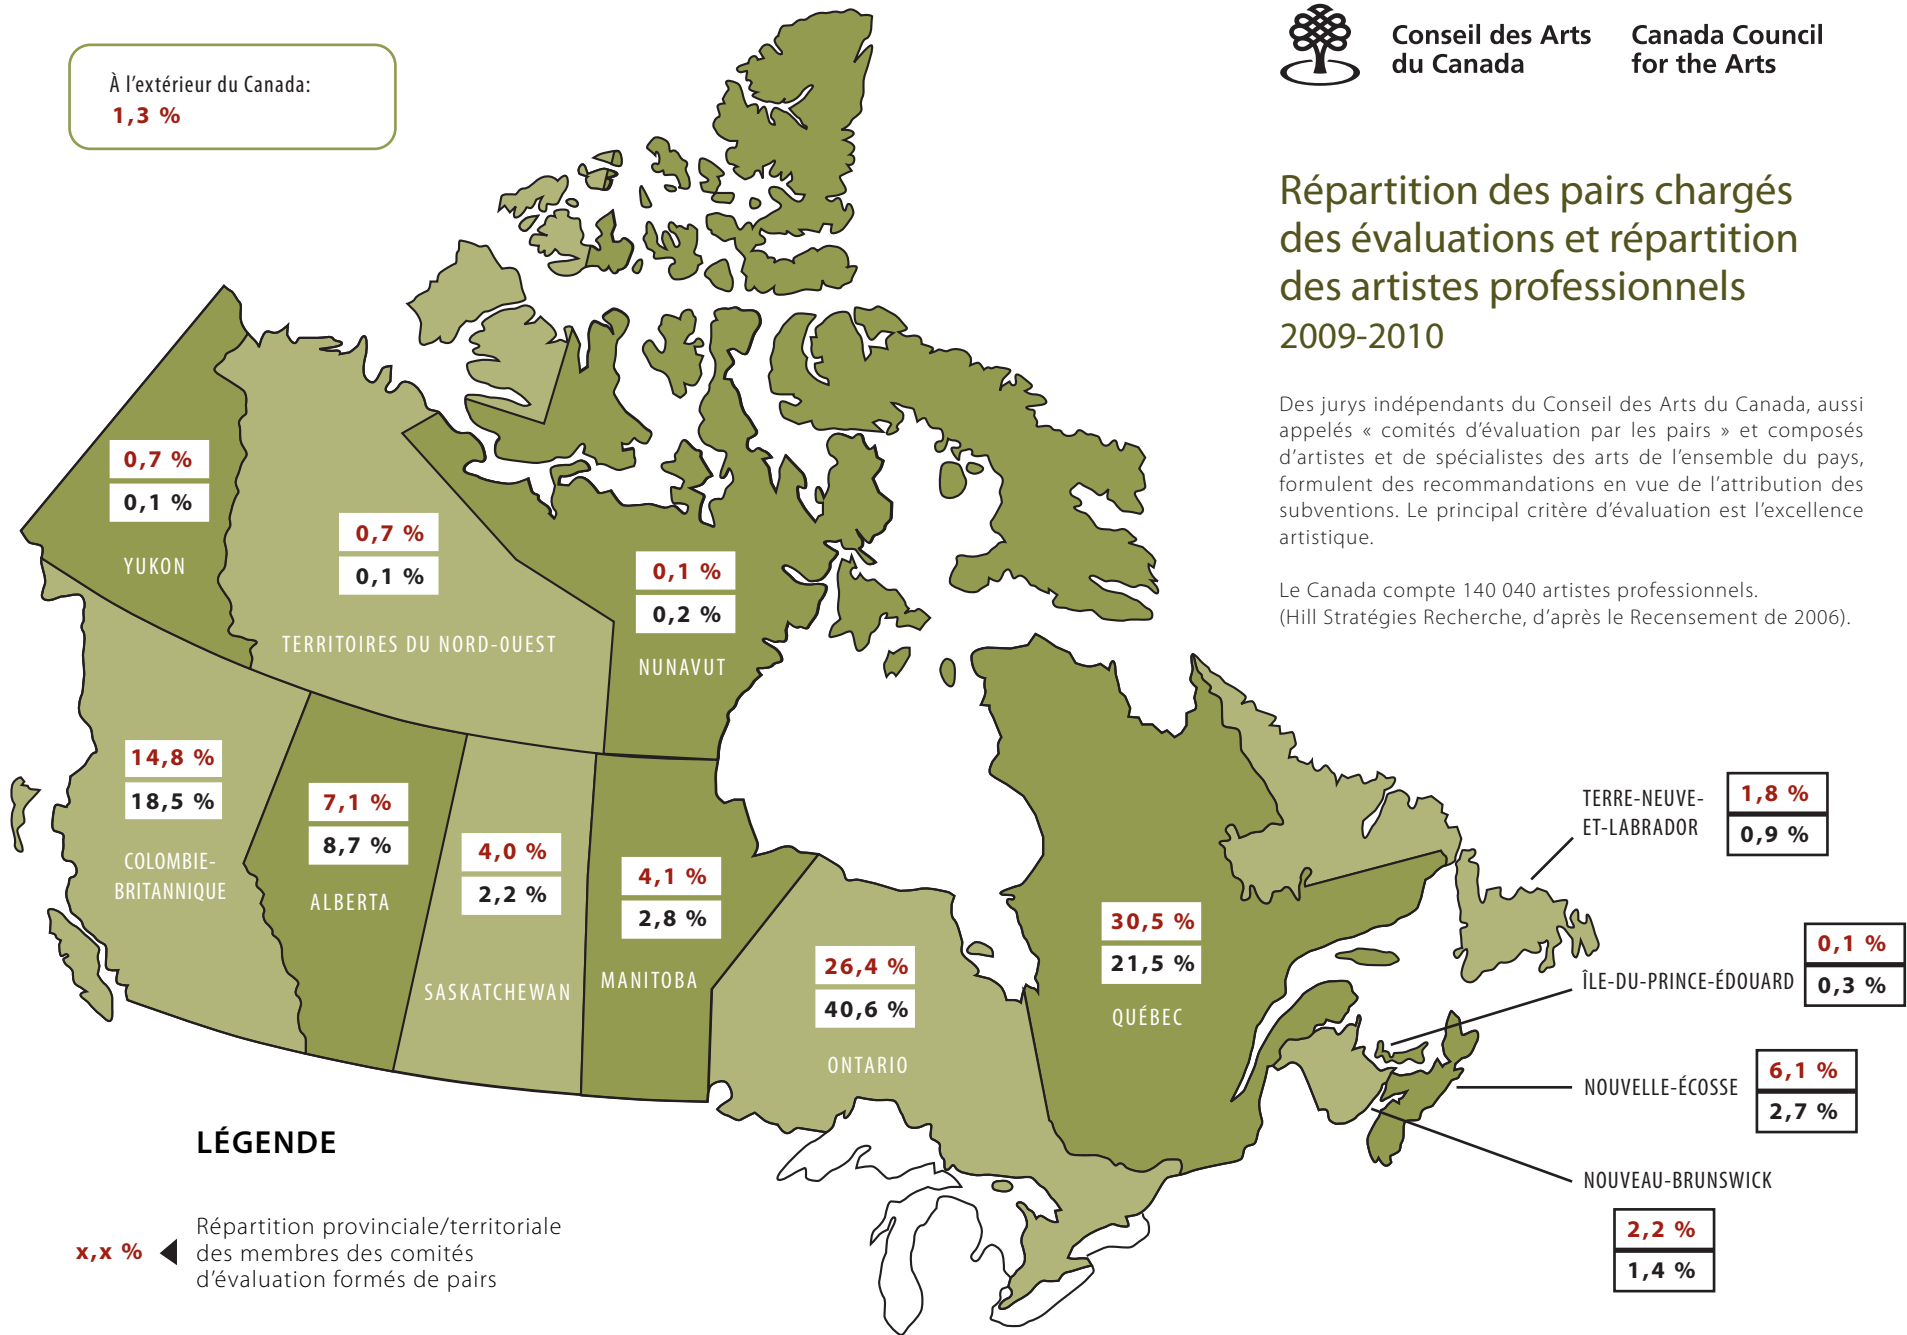 À l'extérieur du Canada:
1,3 %
Conseil des Arts
du Canada
Canada Council
for the Arts
Répartition des pairs chargés
des évaluations et répartition
des artistes professionnels
2009-2010
Des jurys indépendants du Conseil des Arts du Canada, aussi
appelés « comités d'évaluation par les pairs » et composés
d'artistes et de spécialistes des arts de l'ensemble du pays,
formulent des recommandations en vue de l'attribution des
subventions. Le principal critère d'évaluation est l'excellence
artistique.
Le Canada compte 140 040 artistes professionnels.
(Hill Stratégies Recherche, d'après le Recensement de 2006).
0,7 %
0,1 %
YUKON
0,7 %
0,1 %
TERRITOIRES DU NORD-OUEST
0,1 %
0,2 %
NUNAVUT
14,8 %
18,5 %
COLOMBIE-
BRITANNIQUE
7,1 %
8,7 %
ALBERTA
4,0 %
2,2 %
SASKATCHEWAN
4,1 %
2,8 %
MANITOBA
26,4 %
40,6 %
ONTARIO
30,5 %
21,5 %
QUÉBEC
TERRE-NEUVE-
ET-LABRADOR
1,8 %
0,9 %
ÎLE-DU-PRINCE-ÉDOUARD
0,1 %
0,3 %
NOUVELLE-ÉCOSSE
6,1 %
2,7 %
NOUVEAU-BRUNSWICK
2,2 %
1,4 %
LÉGENDE
x,x %
Répartition provinciale/territoriale
des membres des comités
d'évaluation formés de pairs